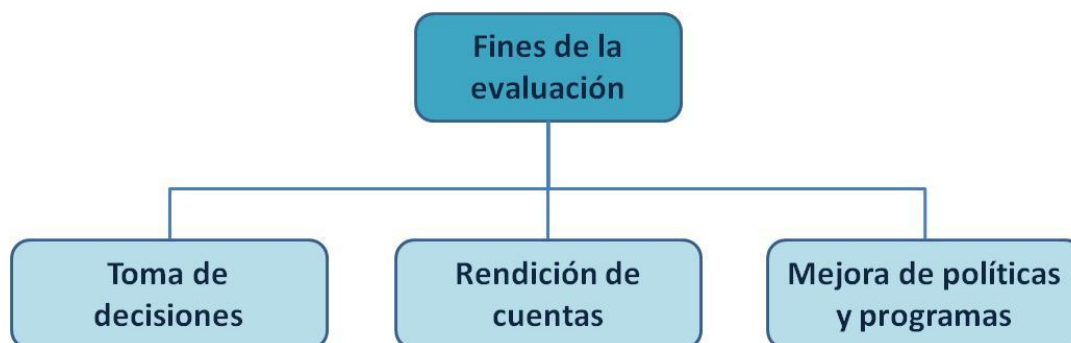 Fines de la
evaluación
Toma de
decisiones
Rendición de
cuentas
Mejora de políticas
y programas